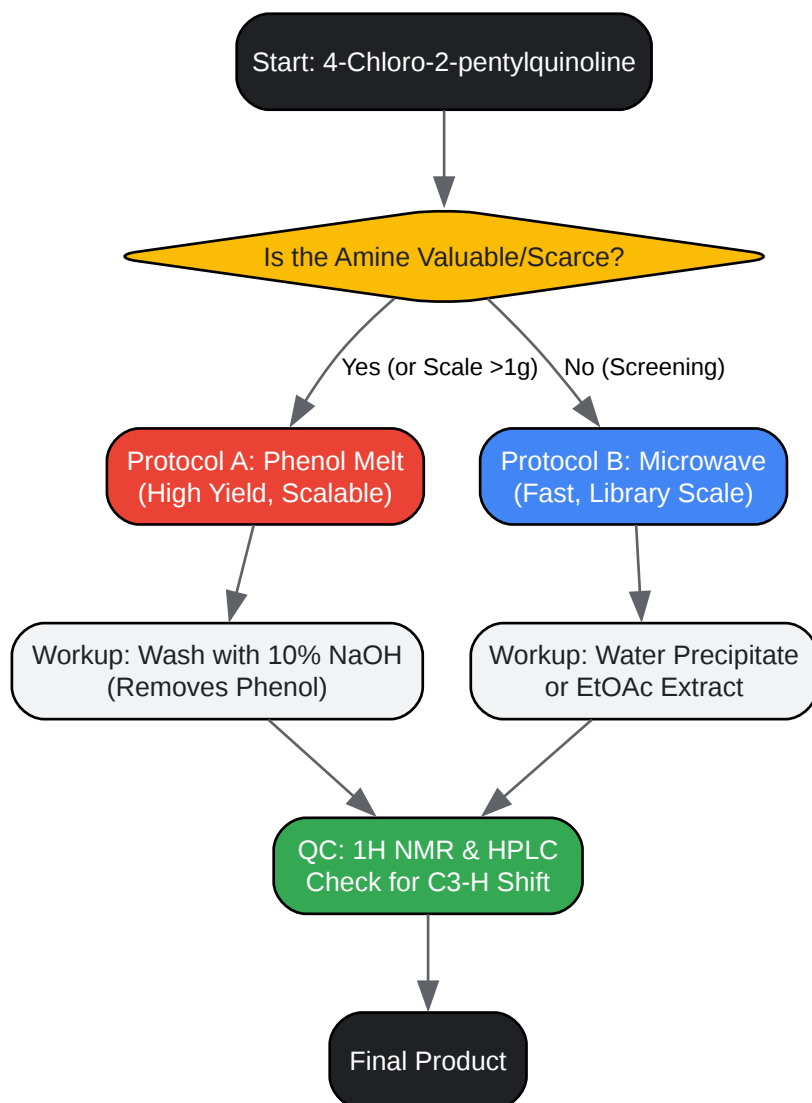 Start: 4-Chloro-2-pentylquinoline
Is the Amine Valuable/Scarce?
Yes (or Scale >1g)
No (Screening)
Protocol A: Phenol Melt
(High Yield, Scalable)
Protocol B: Microwave
(Fast, Library Scale)
Workup: Wash with 10% NaOH
(Removes Phenol)
Workup: Water Precipitate
or EtOAc Extract
QC: 1H NMR & HPLC
Check for C3-H Shift
Final Product